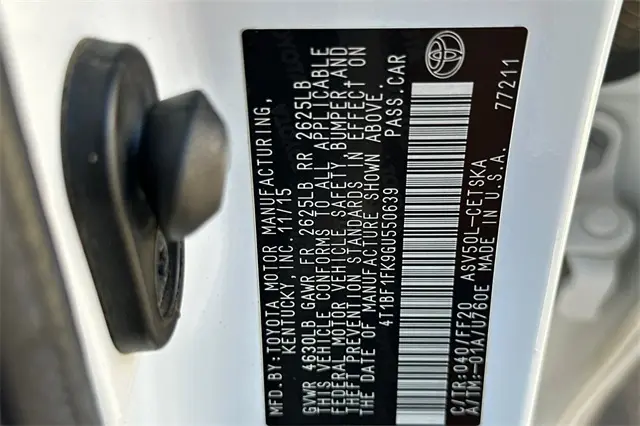 MFD.BY:TOYOTA MOTOR MANUFACTURING,
KENTUCKY, INC. 11/15
GVWR 4630LB GAWR FR 2625LB RR 2625LB
THIS VEHICLE CONFORMS TO ALL APPLICABLE
FEDERAL MOTOR VEHICLE SAFETY, BUMPER, AND
THEFT PREVENTION STANDARDS IN EFFECT ON
THE DATE OF MANUFACTURE SHOWN ABOVE.
4T1BF1FK9GU550639 PASS.CAR
C/TR:040/FF20 ASV50L-CETSKA
A/TM:-01A/U760E MADE IN U.S.A. 77211